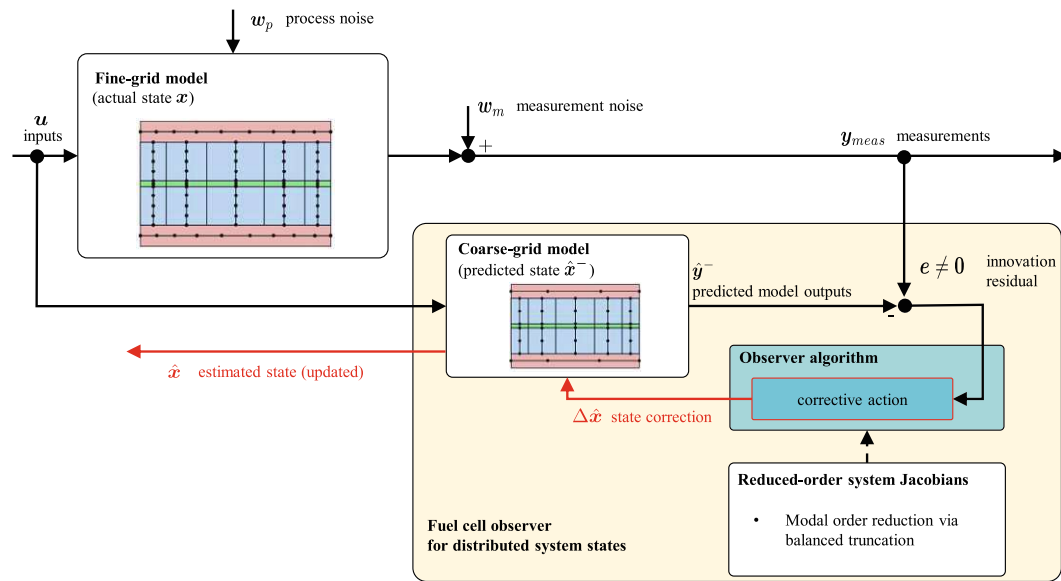 w_p process noise
Fine-grid model
(actual state x)
u
inputs
w_m measurement noise
+
y_meas measurements
Coarse-grid model
(predicted state x̂⁻)
ŷ⁻
predicted model outputs
-
e ≠ 0
innovation
residual
x̂ estimated state (updated)
Observer algorithm
corrective action
Δx̂ state correction
Reduced-order system Jacobians
• Modal order reduction via
balanced truncation
Fuel cell observer
for distributed system states